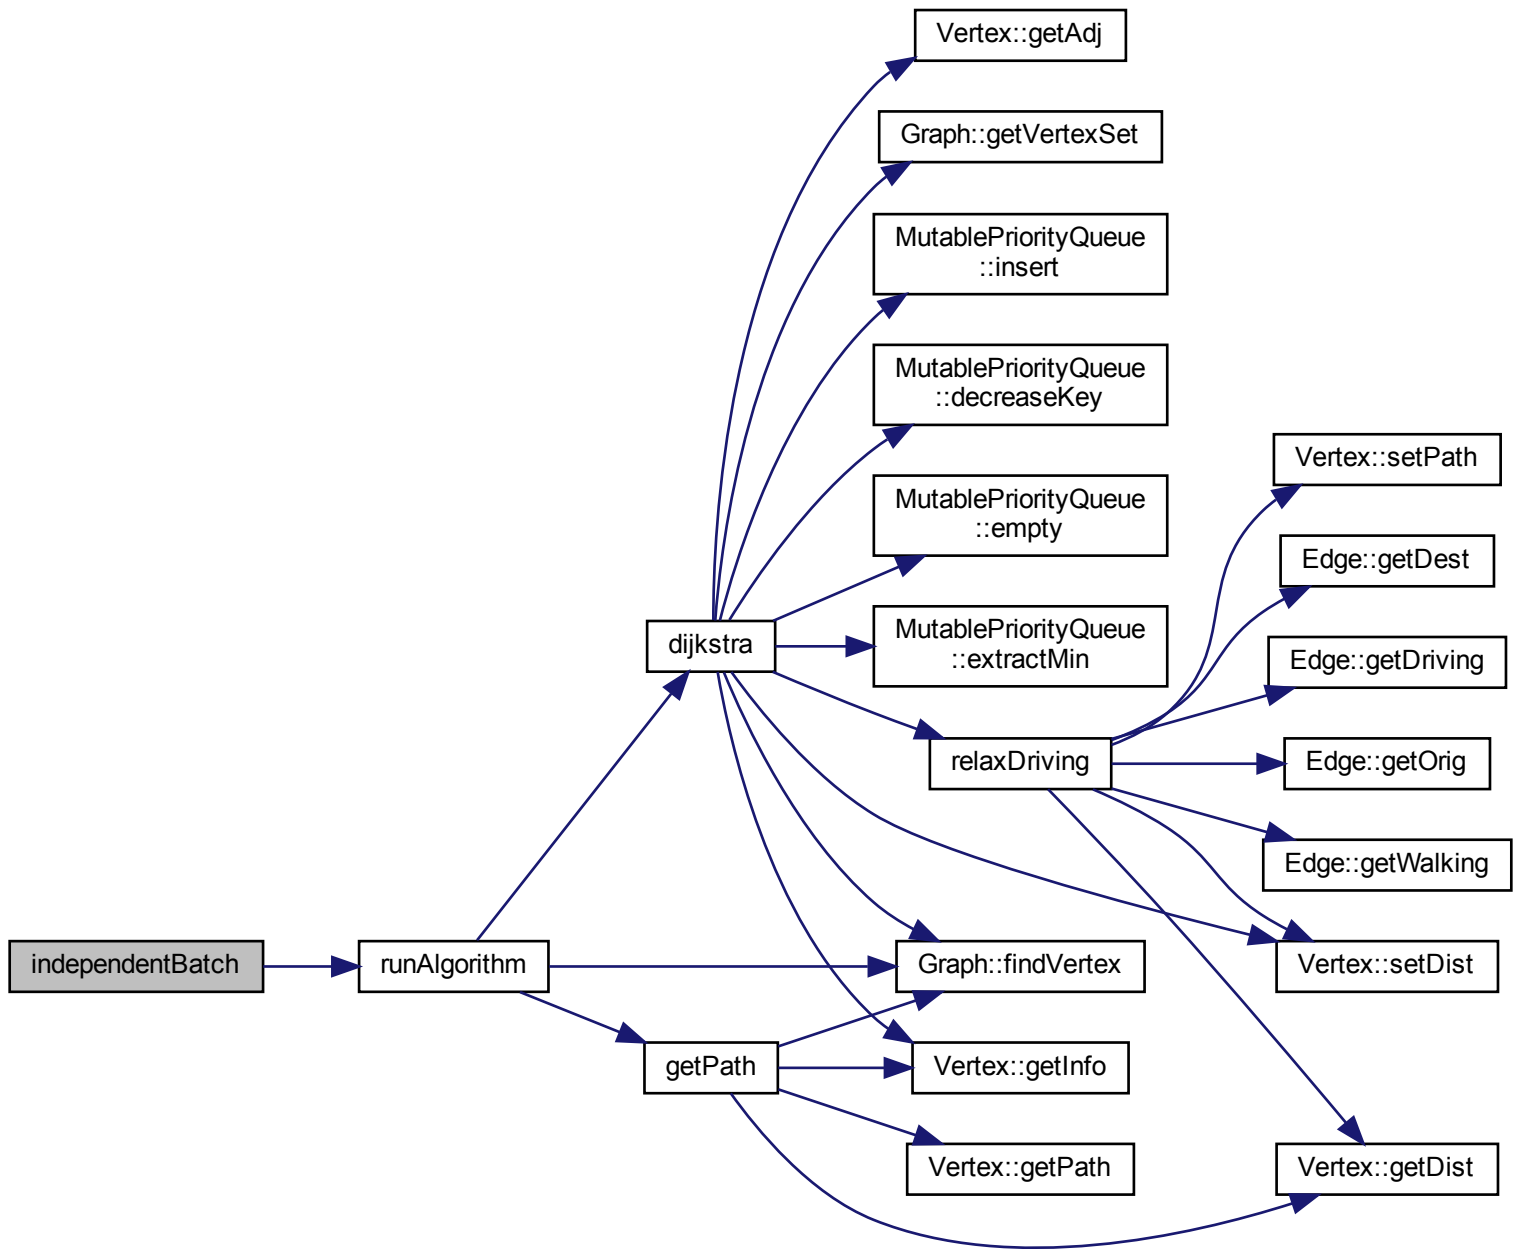 Vertex::getAdj
Graph::getVertexSet
MutablePriorityQueue
::insert
MutablePriorityQueue
::decreaseKey
Vertex::setPath
MutablePriorityQueue
::empty
Edge::getDest
dijkstra
MutablePriorityQueue
::extractMin
Edge::getDriving
relaxDriving
Edge::getOrig
Edge::getWalking
independentBatch
runAlgorithm
Graph::findVertex
Vertex::setDist
getPath
Vertex::getInfo
Vertex::getPath
Vertex::getDist